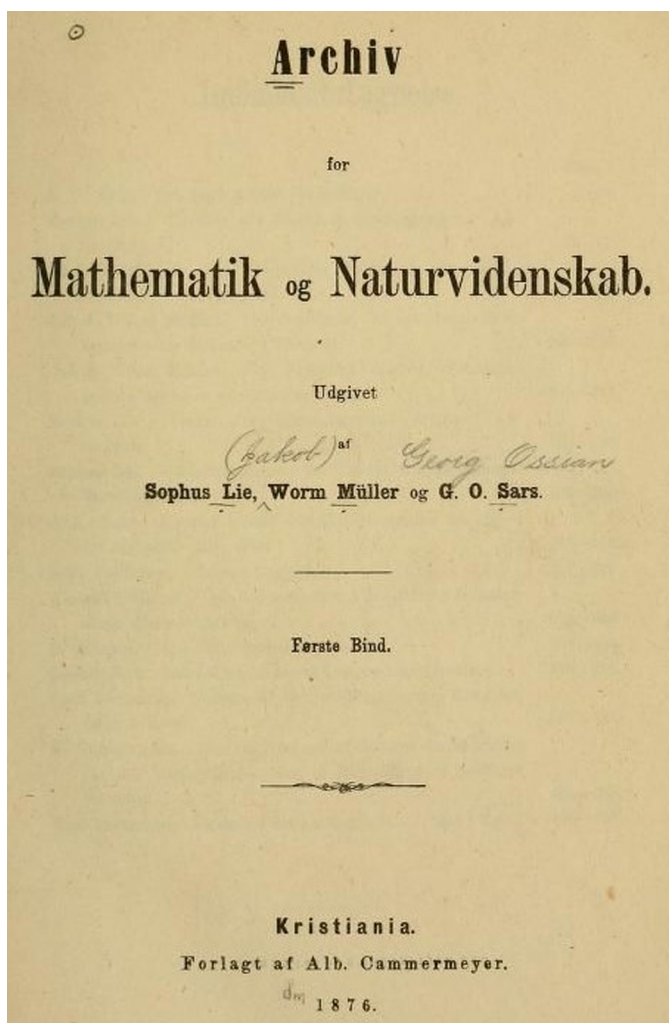 Archiv
for
Mathematik og Naturvidenskab.
Udgivet
af
(Jakob) Georg Ossian
Sophus Lie, Worm Müller og G. O. Sars.
Første Bind.
Kristiania.
Forlagt af Alb. Cammermeyer.
1876.